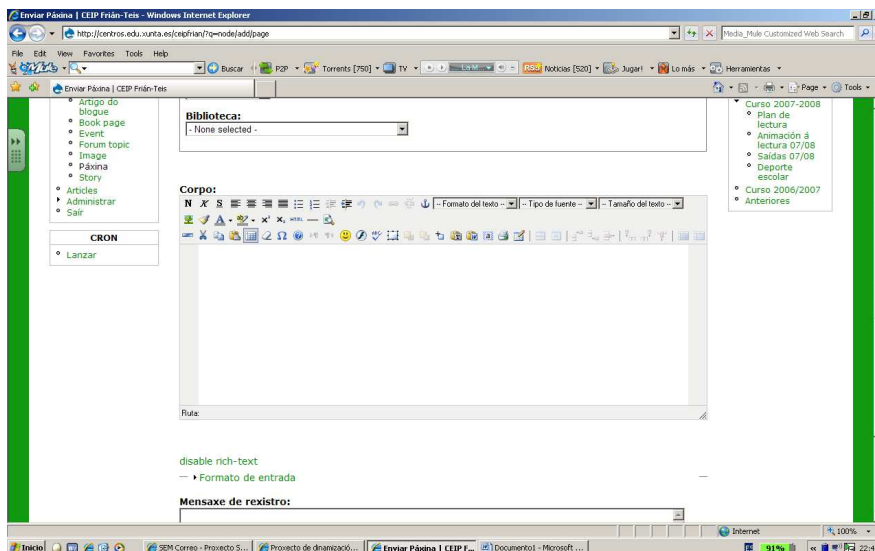 Enviar Páxina | CEIP Frián-Teis - Windows Internet Explorer
http://centros.edu.xunta.es/ceipfrian/?q=node/add/page
Media_Mule Customized Web Search
File Edit View Favorites Tools Help
Buscar P2P Torrents [750] TV RSS Noticias [520] Jugar! Lo más Herramientas
Enviar Páxina | CEIP Frián-Teis
Page Tools
Artigo do
blogue
Book page
Event
Forum topic
Image
Páxina
Story
Articles
Administrar
Saír
CRON
Lanzar
Biblioteca:
- None selected -
Corpo:
N K S -- Formato del texto -- -- Tipo de fuente -- -- Tamaño del texto --
HTML
Ruta:
disable rich-text
Formato de entrada
Mensaxe de rexistro:
Curso 2007-2008
Plan de
lectura
Animación á
lectura 07/08
Saídas 07/08
Deporte
escolar
Curso 2006/2007
Anteriores
Internet 100%
Inicio SEM Correo - Proxecto S... Proxecto de dinamizació... Enviar Páxina | CEIP F... Documento1 - Microsoft ... 91% 22:4